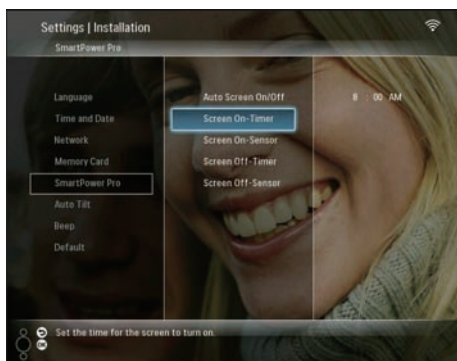 Settings | Installation
SmartPower Pro
Language
Time and Date
Network
Memory Card
SmartPower Pro
Auto Tilt
Beep
Default
Auto Screen On/Off
Screen On-Timer
Screen On-Sensor
Screen Off-Timer
Screen Off-Sensor
8 : 00 AM
Set the time for the screen to turn on.
OK